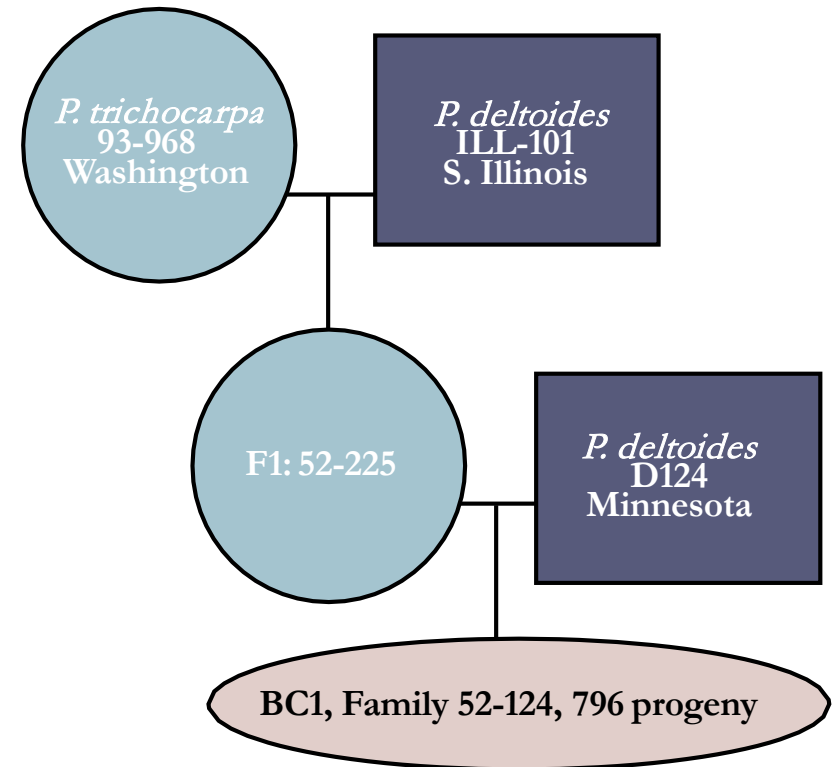 P. trichocarpa
93-968
Washington
P. deltoides
ILL-101
S. Illinois
F1: 52-225
P. deltoides
D124
Minnesota
BC1, Family 52-124, 796 progeny